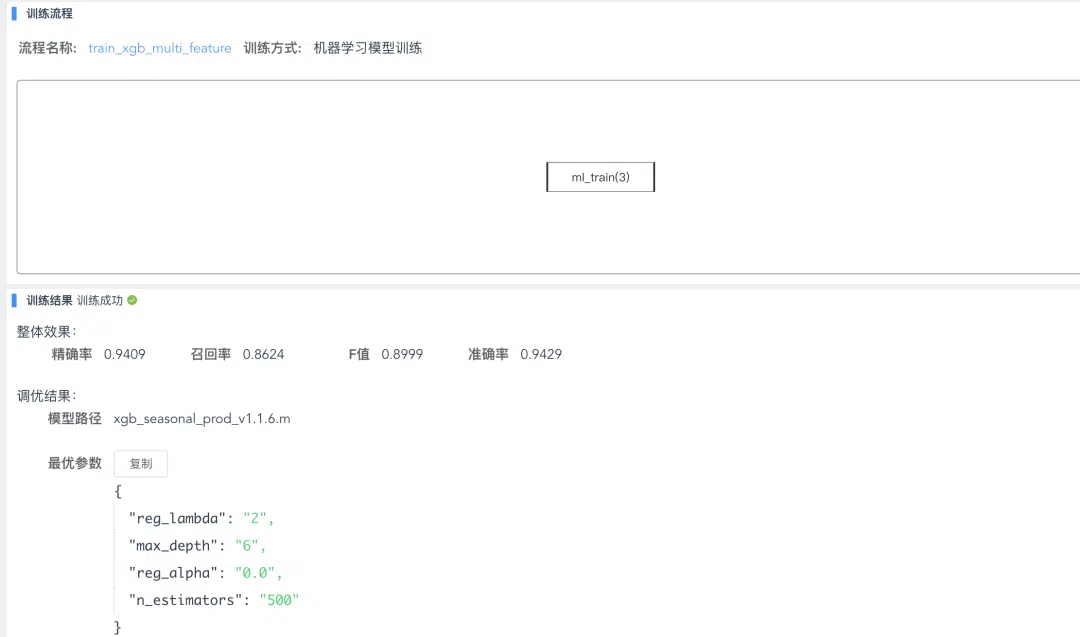 训练流程
流程名称: train_xgb_multi_feature 训练方式: 机器学习模型训练
ml_train(3)
训练结果 训练成功
整体效果:
精确率 0.9409 召回率 0.8624 F值 0.8999 准确率 0.9429
调优结果:
模型路径 xgb_seasonal_prod_v1.1.6.m
最优参数 复制
{
"reg_lambda": "2",
"max_depth": "6",
"reg_alpha": "0.0",
"n_estimators": "500"
}